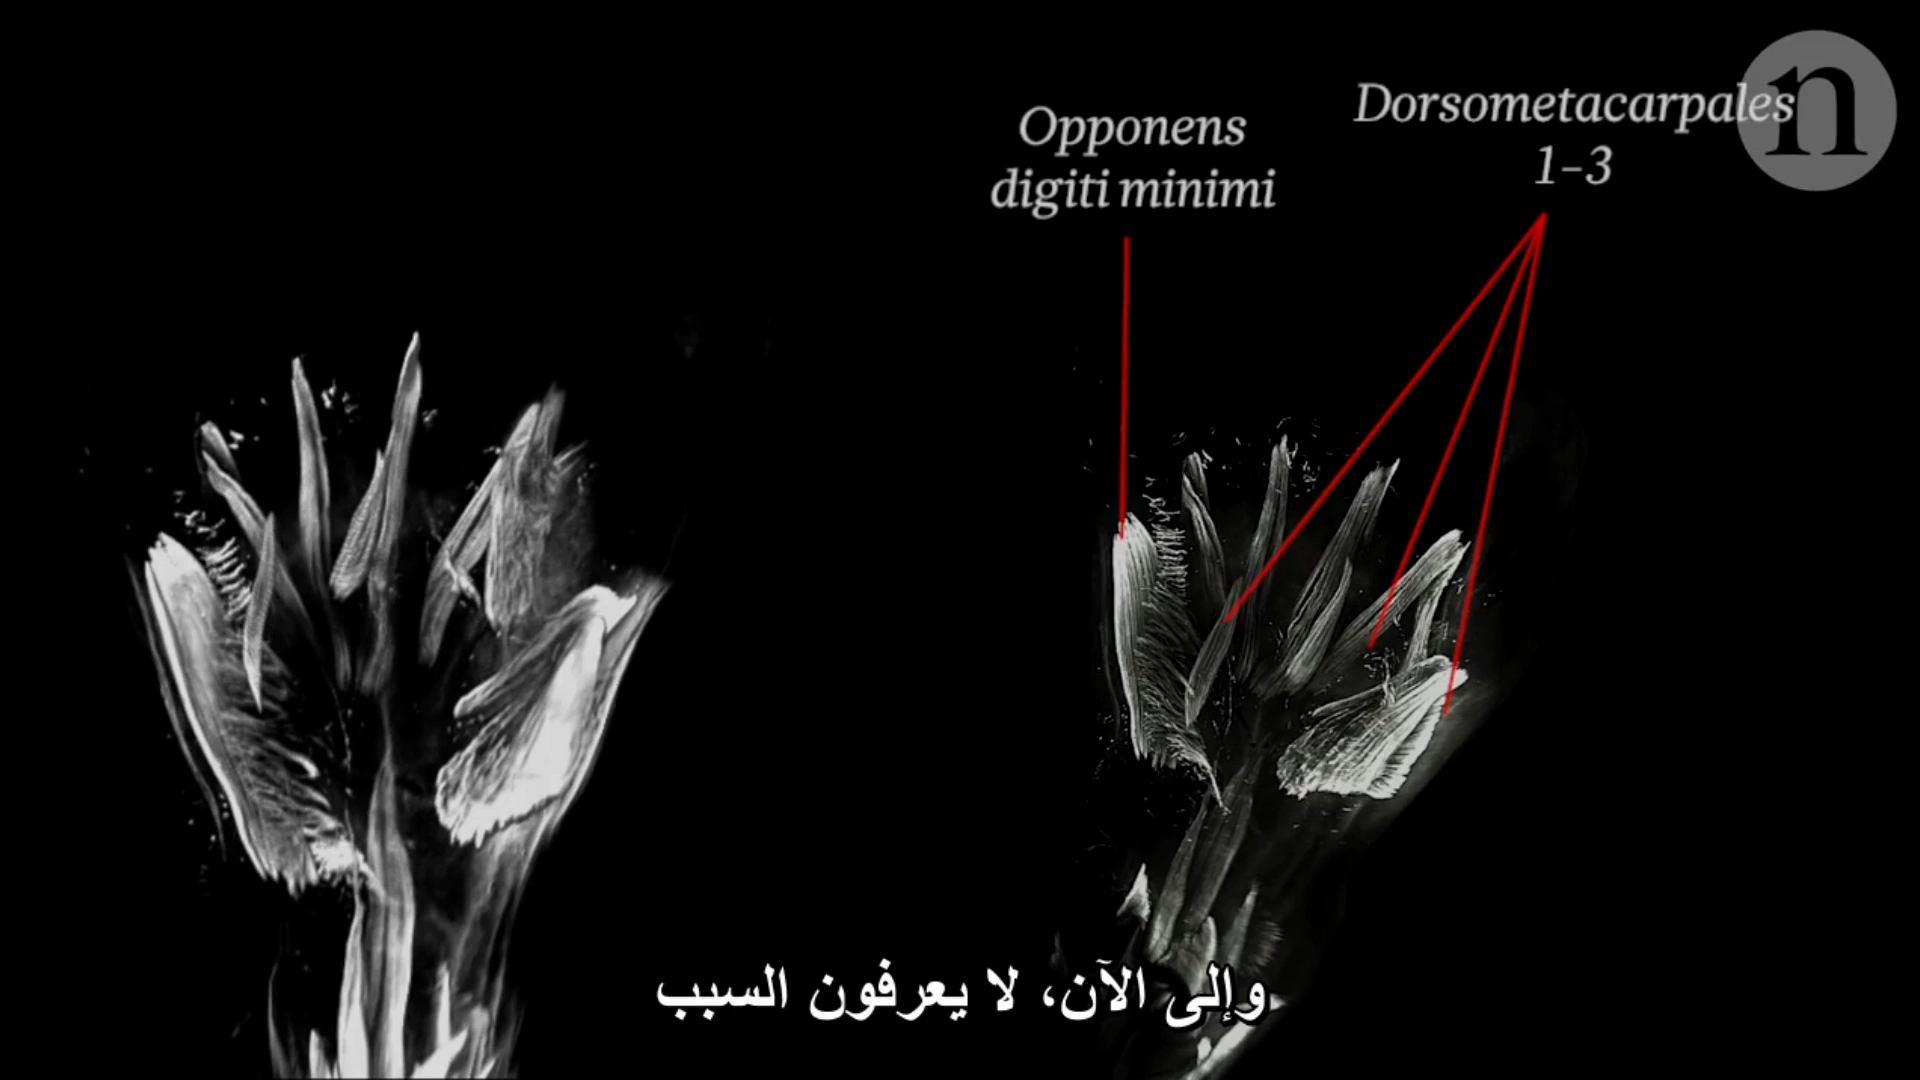 Opponens
digiti minimi
Dorsometacarpales
1-3
n
وإلى الآن، لا يعرفون السبب